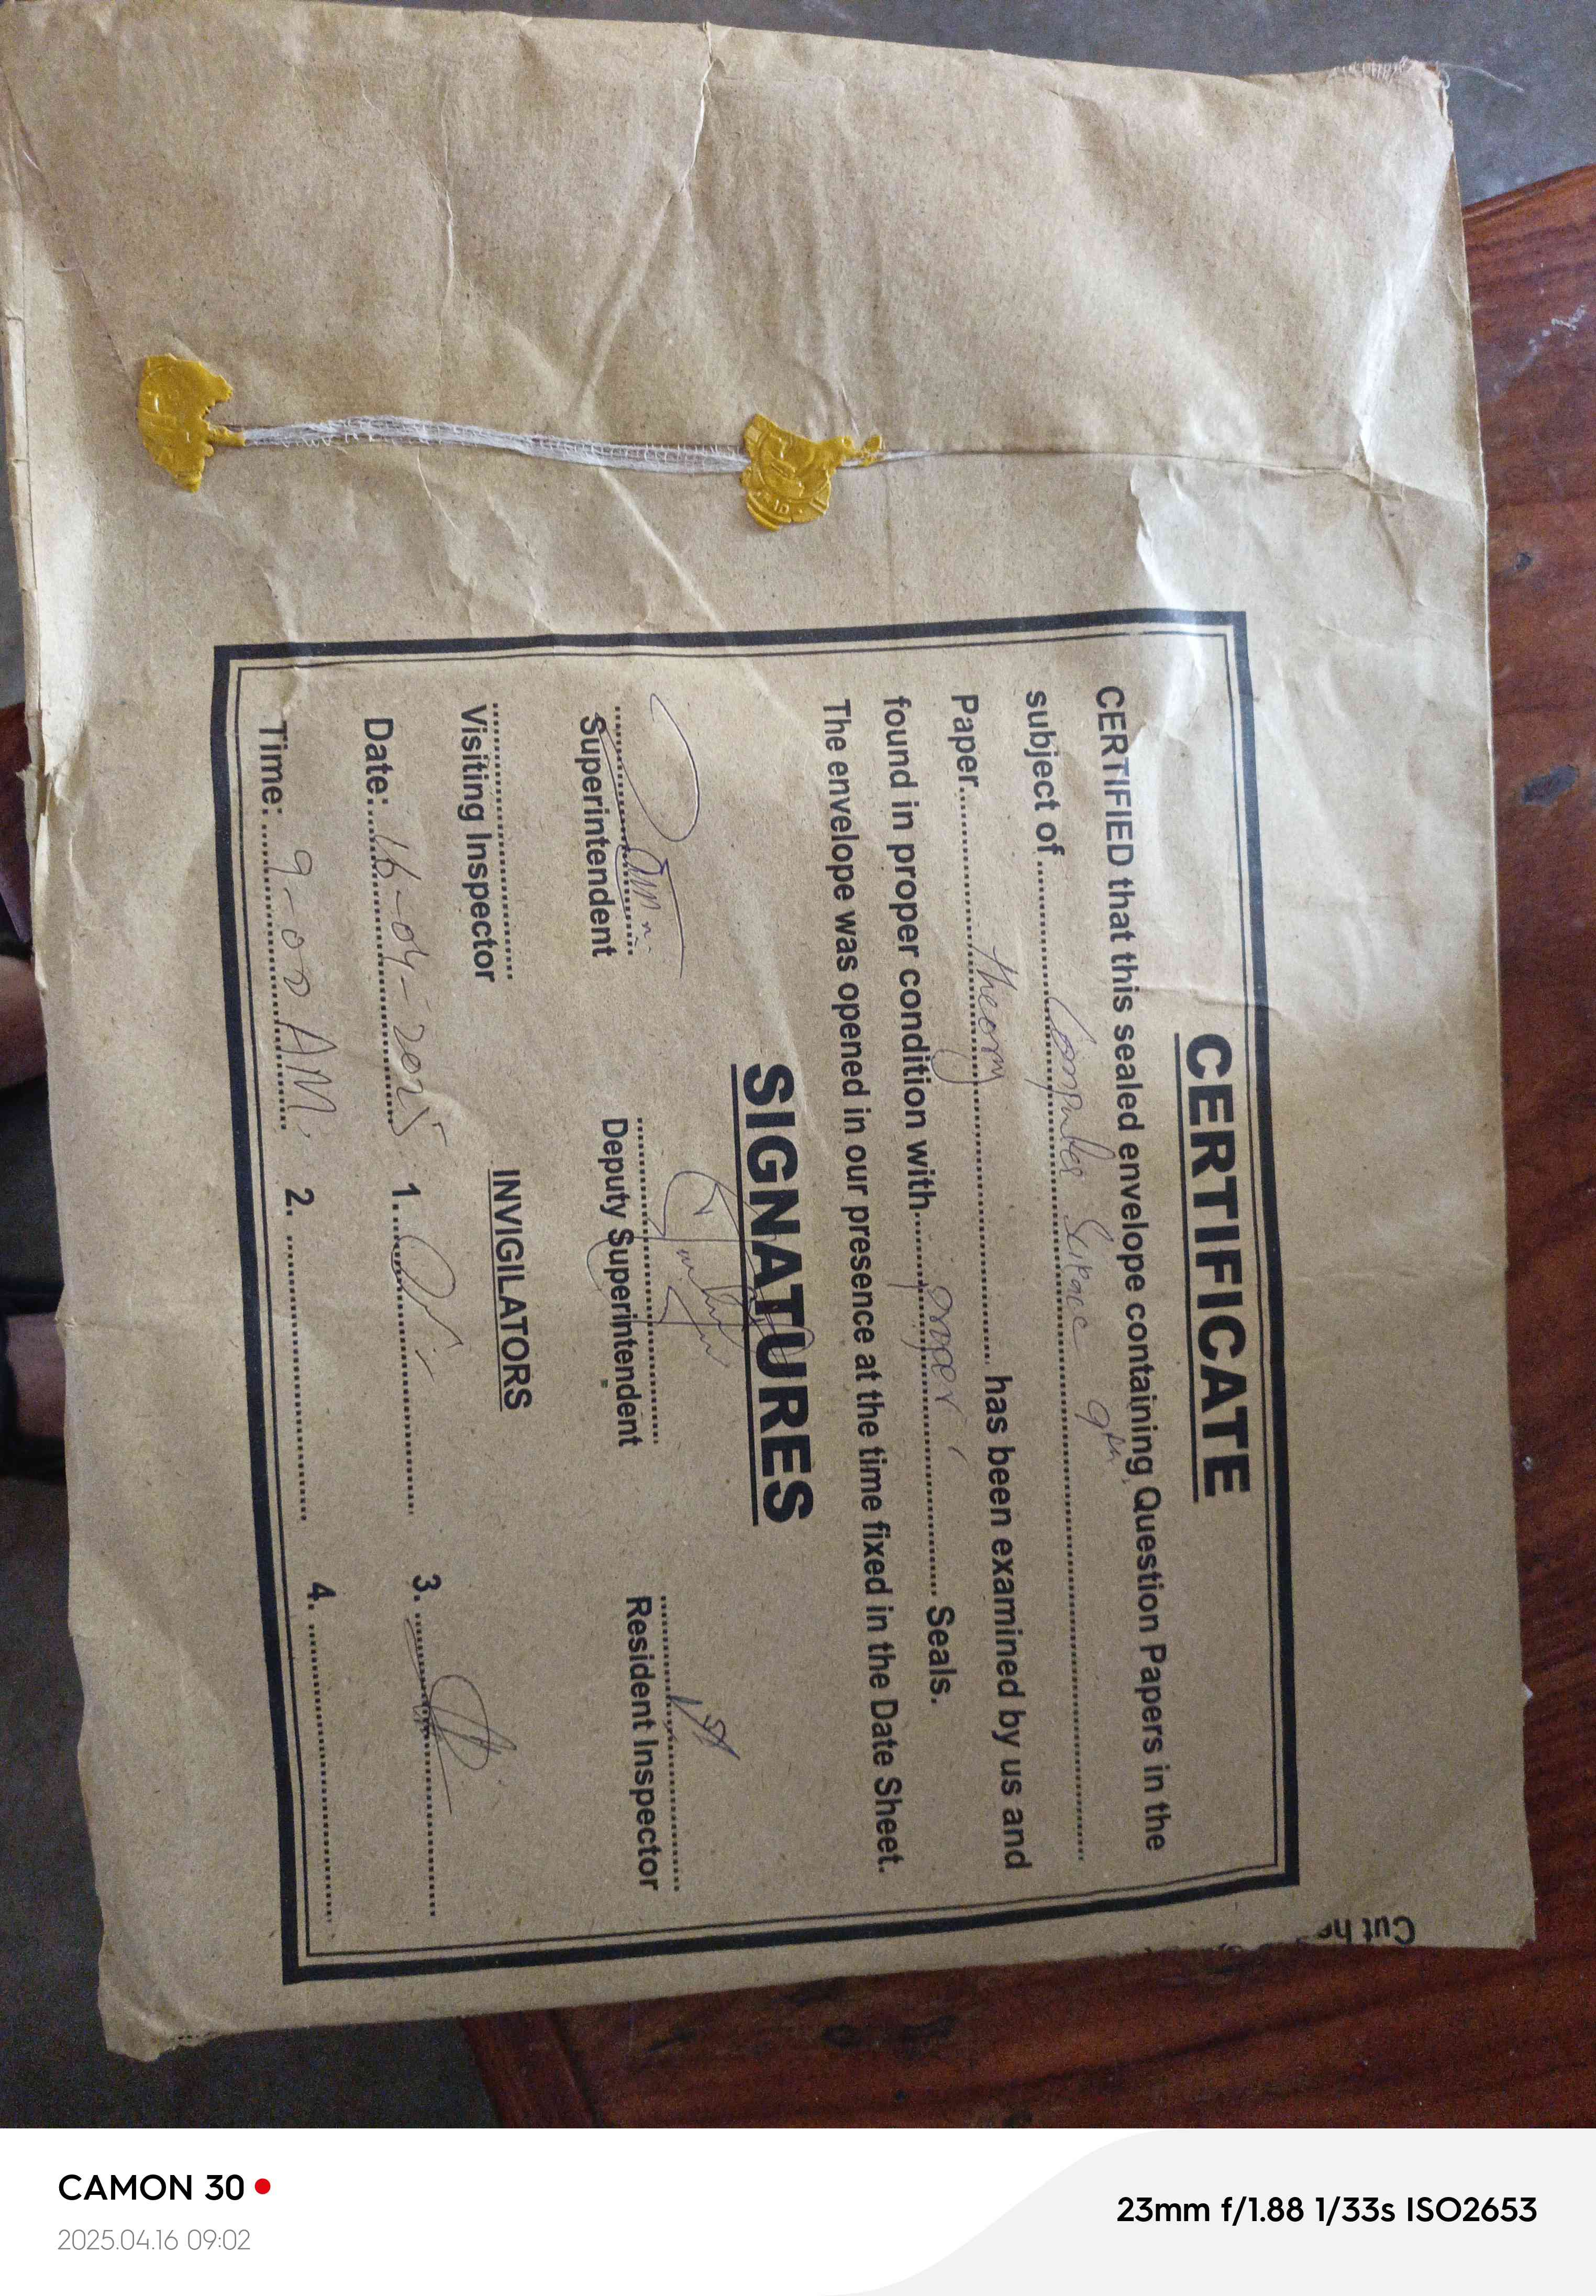 CERTIFICATE
CERTIFIED that this sealed envelope containing Question Papers in the
subject of .......... Computer Science 9th
Paper.......... theory .......... has been examined by us and
found in proper condition with...... proper .......... Seals.
The envelope was opened in our presence at the time fixed in the Date Sheet.
SIGNATURES
Superintendent Deputy Superintendent Resident Inspector
Visiting Inspector INVIGILATORS
Date: 16-04-2025 1. 3.
Time: 9-00 AM. 2. 4.
Cut he
CAMON 30
2025.04.16 09:02
23mm f/1.88 1/33s ISO2653